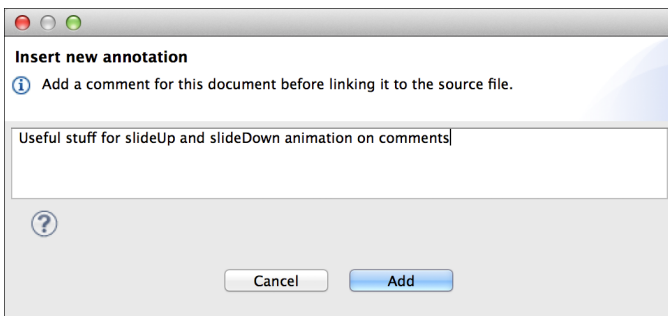 Insert new annotation
Add a comment for this document before linking it to the source file.
Useful stuff for slideUp and slideDown animation on comments
Cancel
Add